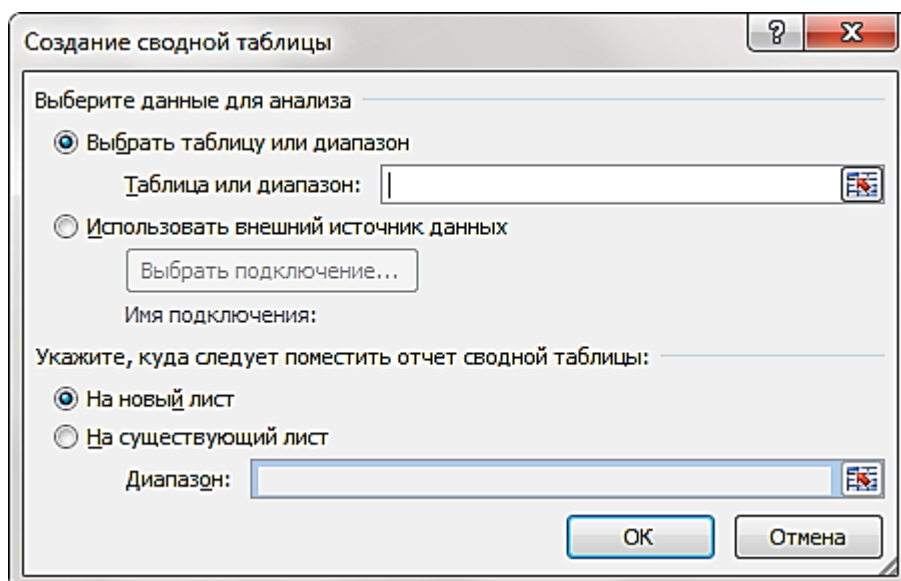 Создание сводной таблицы
?
Выберите данные для анализа
Выбрать таблицу или диапазон
Таблица или диапазон:
Использовать внешний источник данных
Выбрать подключение...
Имя подключения:
Укажите, куда следует поместить отчет сводной таблицы:
На новый лист
На существующий лист
Диапазон:
ОК Отмена